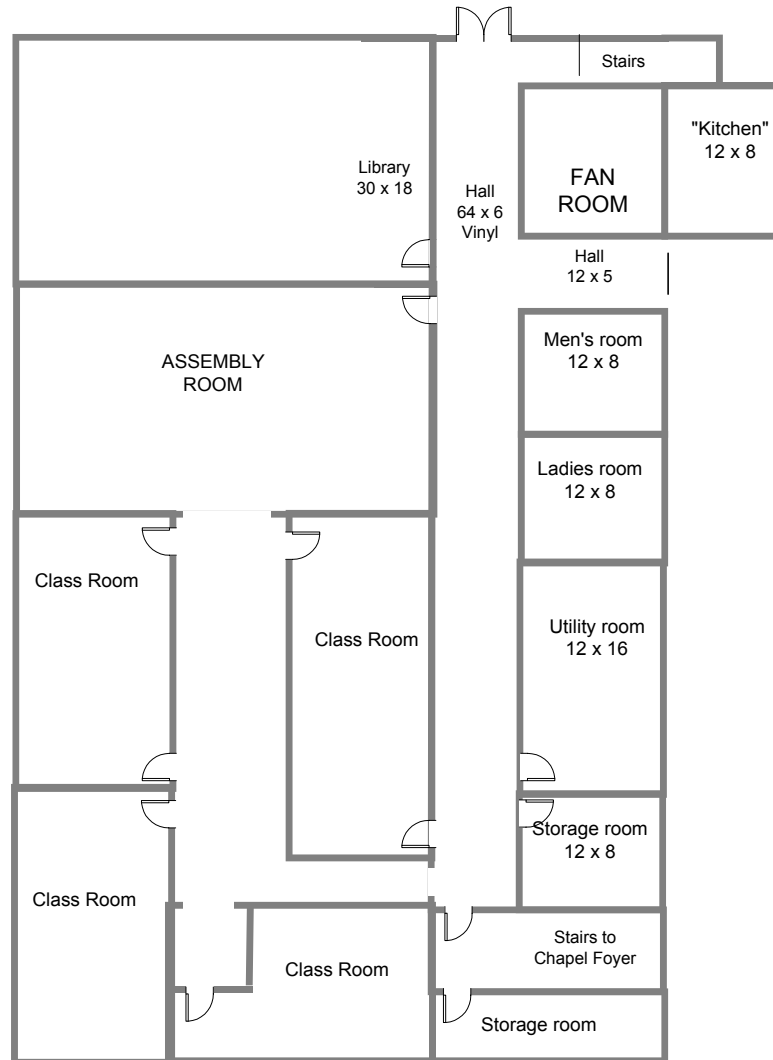 Stairs
"Kitchen"
12 x 8
Library
30 x 18
Hall
64 x 6
Vinyl
FAN
ROOM
Hall
12 x 5
Men's room
12 x 8
ASSEMBLY
ROOM
Ladies room
12 x 8
Class Room
Class Room
Utility room
12 x 16
Storage room
12 x 8
Class Room
Stairs to
Chapel Foyer
Class Room
Storage room